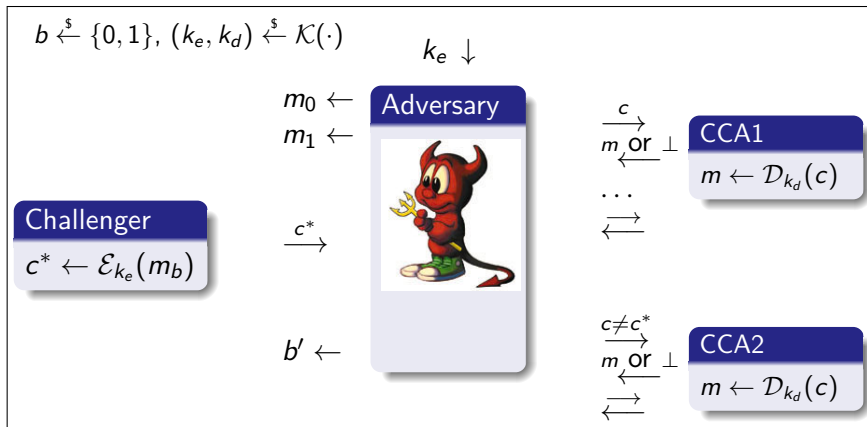 b ←$ {0, 1}, (k_e, k_d) ←$ 𝒦(·)
k_e ↓
m_0 ←
m_1 ←
Adversary
c →
m or ⊥ ←
. . .
→
←
CCA1
m ← 𝒟_{k_d}(c)
Challenger
c* ← ℰ_{k_e}(m_b)
c* →
b′ ←
c≠c* →
m or ⊥ ←
→
←
CCA2
m ← 𝒟_{k_d}(c)